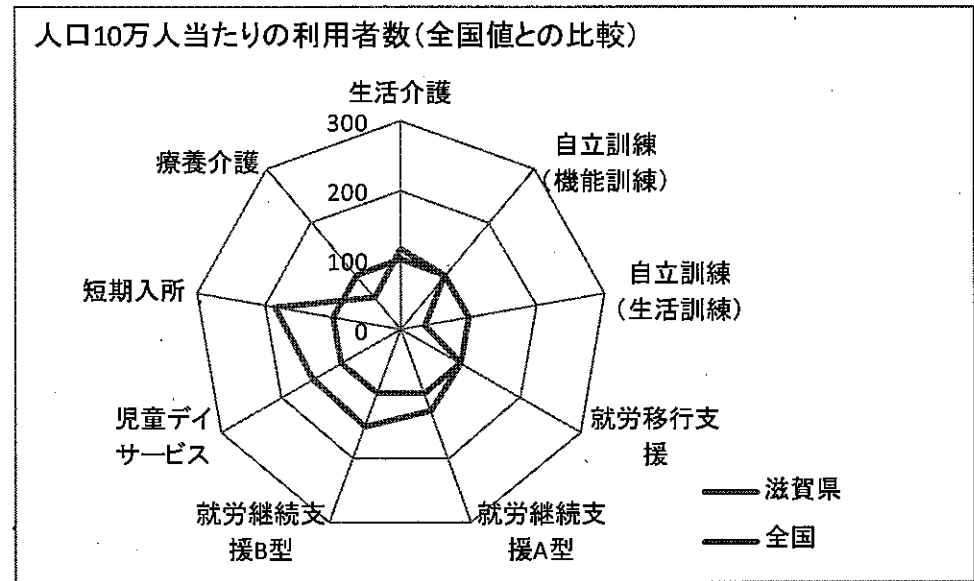 人口10万人当たりの利用者数(全国値との比較)
生活介護
自立訓練
(機能訓練)
自立訓練
(生活訓練)
就労移行支
援
就労継続支
援A型
就労継続支
援B型
児童デイ
サービス
短期入所
療養介護
300
200
100
0
滋賀県
全国